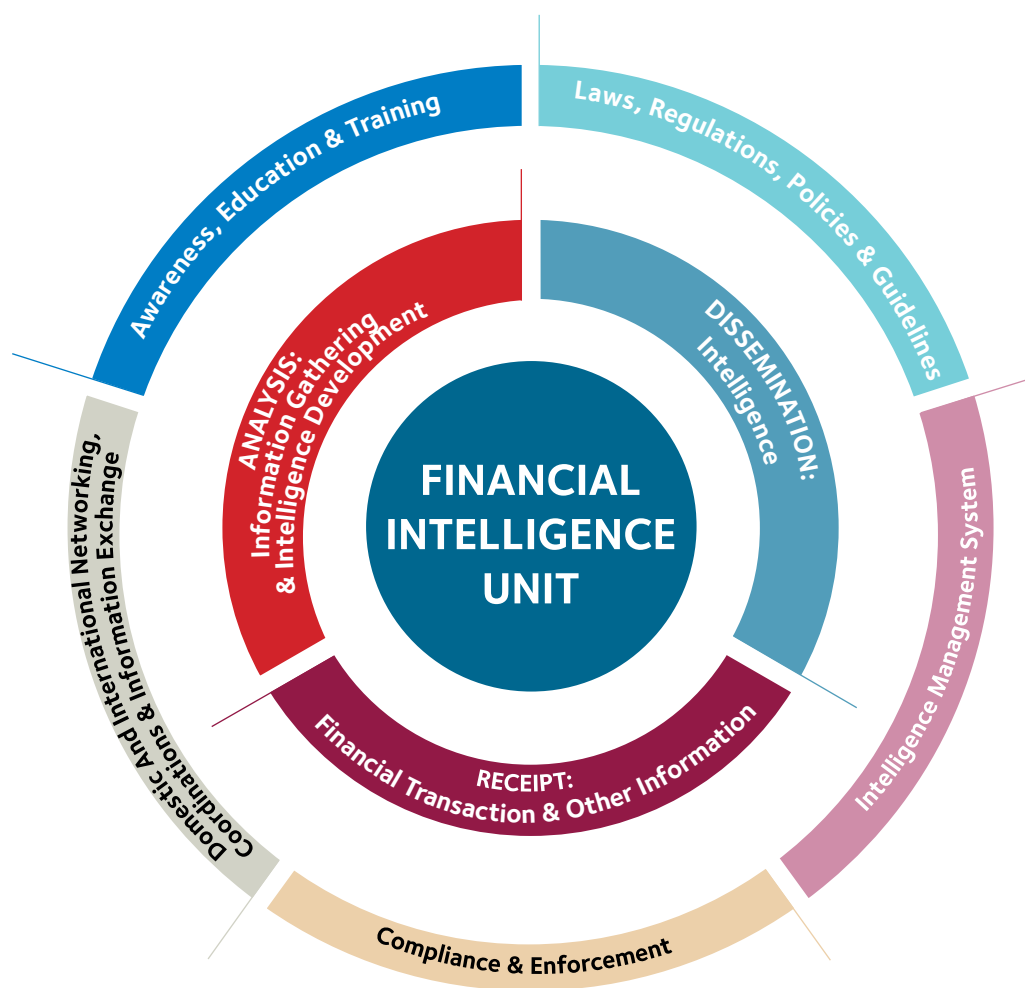 Awareness, Education & Training
Laws, Regulations, Policies & Guidelines
ANALYSIS:
Information Gathering
& Intelligence Development
DISSEMINATION:
Intelligence
FINANCIAL
INTELLIGENCE
UNIT
Domestic And International Networking,
Coordinations & Information Exchange
Intelligence Management System
RECEIPT:
Financial Transaction & Other Information
Compliance & Enforcement